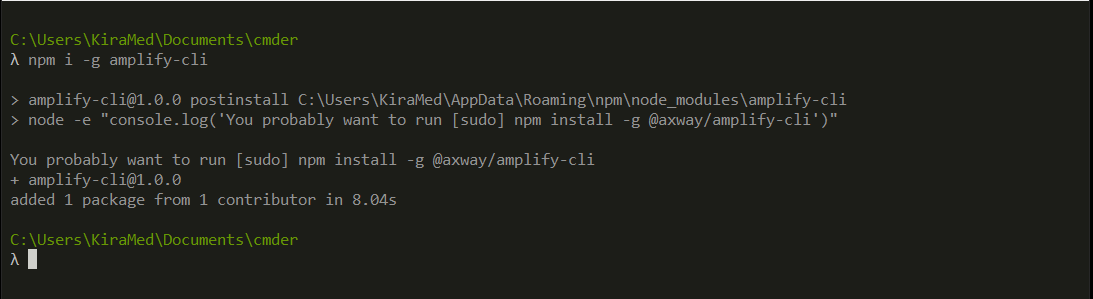 C:\Users\KiraMed\Documents\cmder
λ npm i -g amplify-cli
> amplify-cli@1.0.0 postinstall C:\Users\KiraMed\AppData\Roaming\npm\node_modules\amplify-cli
> node -e "console.log('You probably want to run [sudo] npm install -g @axway/amplify-cli')"
You probably want to run [sudo] npm install -g @axway/amplify-cli
+ amplify-cli@1.0.0
added 1 package from 1 contributor in 8.04s
C:\Users\KiraMed\Documents\cmder
λ